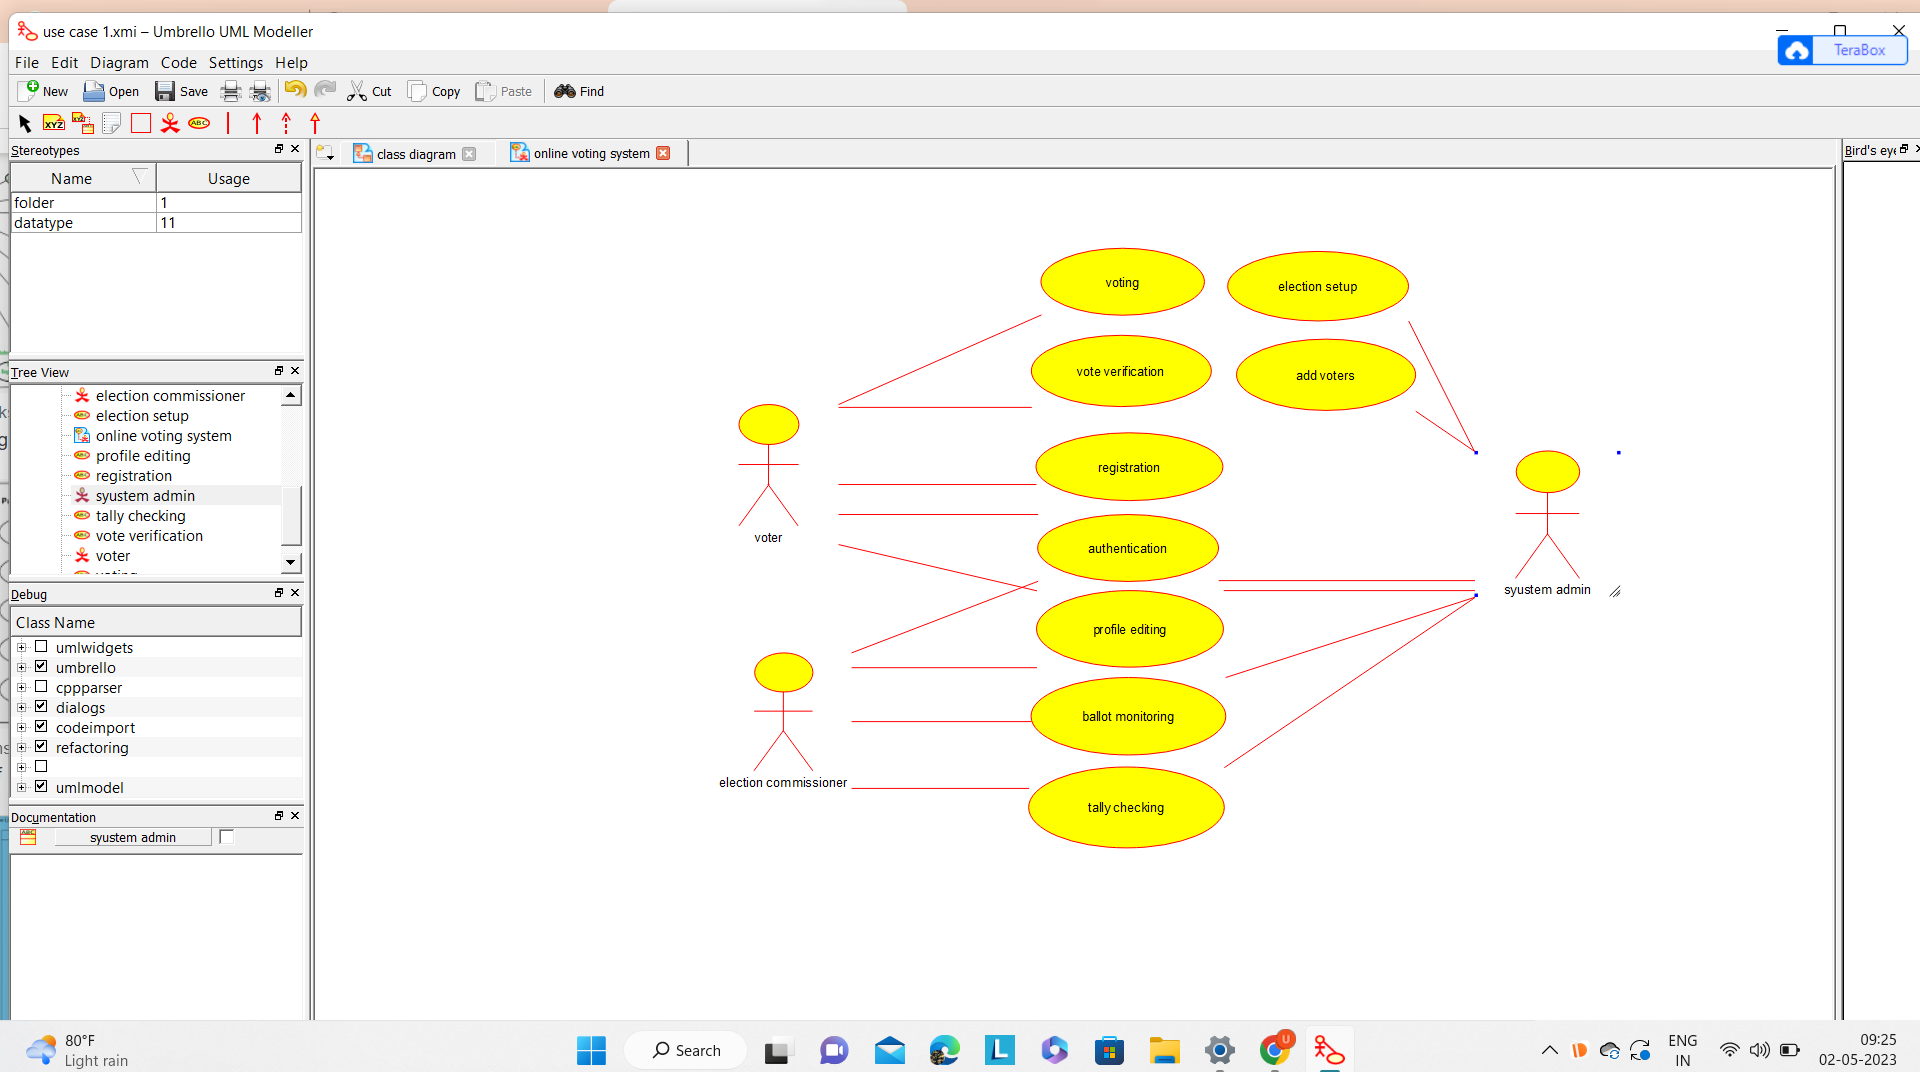 use case 1.xmi – Umbrello UML Modeller
TeraBox
File Edit Diagram Code Settings Help
New Open Save Cut Copy Paste Find
XYZ ABC
Stereotypes
Name Usage
folder 1
datatype 11
Tree View
election commissioner
election setup
online voting system
profile editing
registration
syustem admin
tally checking
vote verification
voter
Debug
Class Name
umlwidgets
umbrello
cppparser
dialogs
codeimport
refactoring
umlmodel
Documentation
syustem admin
class diagram online voting system
Bird's eye
voting
election setup
vote verification
add voters
registration
voter
authentication
syustem admin
profile editing
ballot monitoring
election commissioner
tally checking
80°F
Light rain
Search
ENG
IN
09:25
02-05-2023